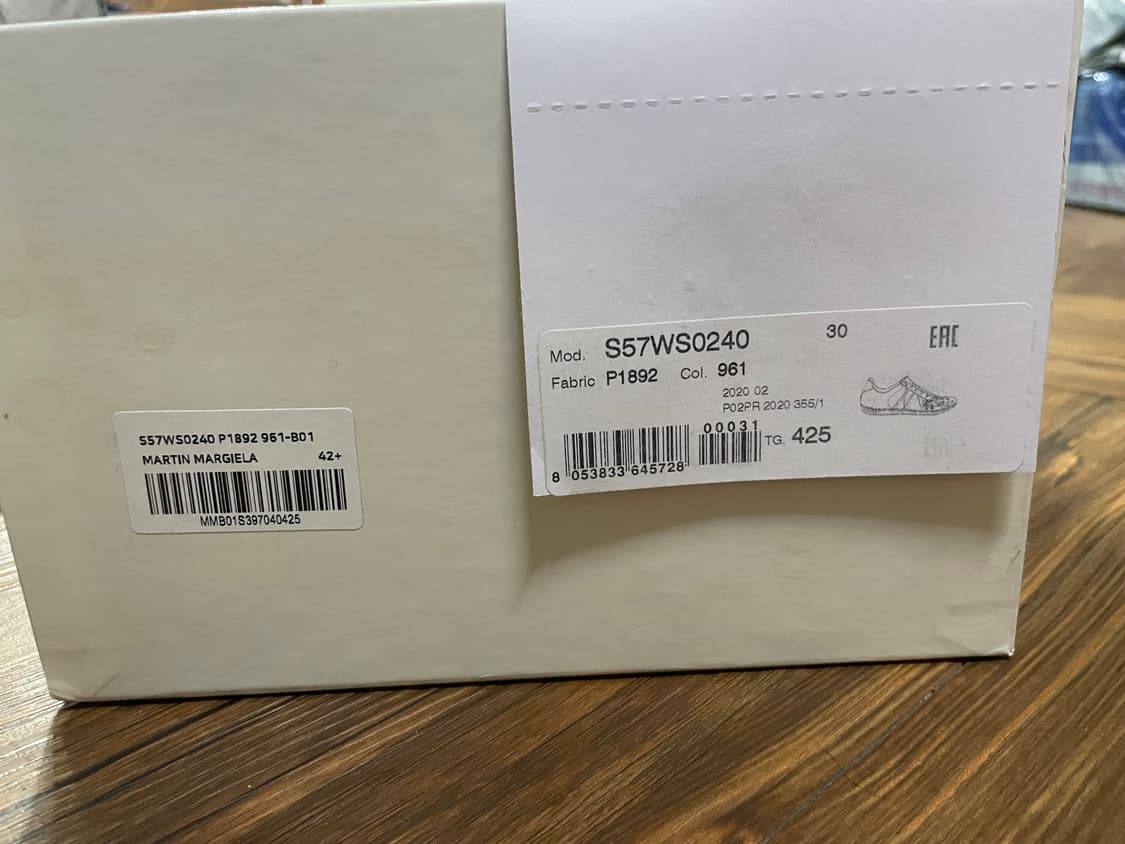 Mod. S57WS0240 30 EAC
Fabric P1892 Col. 961
2020 02
P02PR 2020 355/1
00031
TG. 425
8 053833 645728
S57WS0240 P1892 961-B01
MARTIN MARGIELA 42+
MMB01S397040425